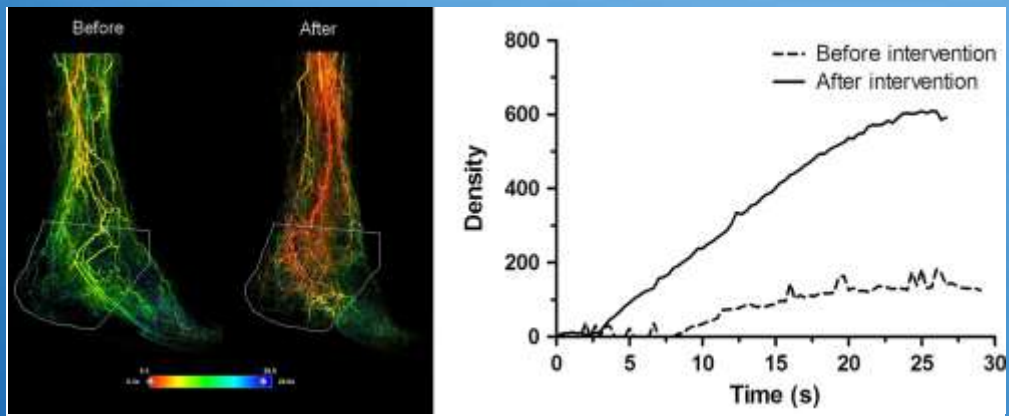 Before
After
800
600
400
200
0
Density
Before intervention
After intervention
0 5 10 15 20 25 30
Time (s)